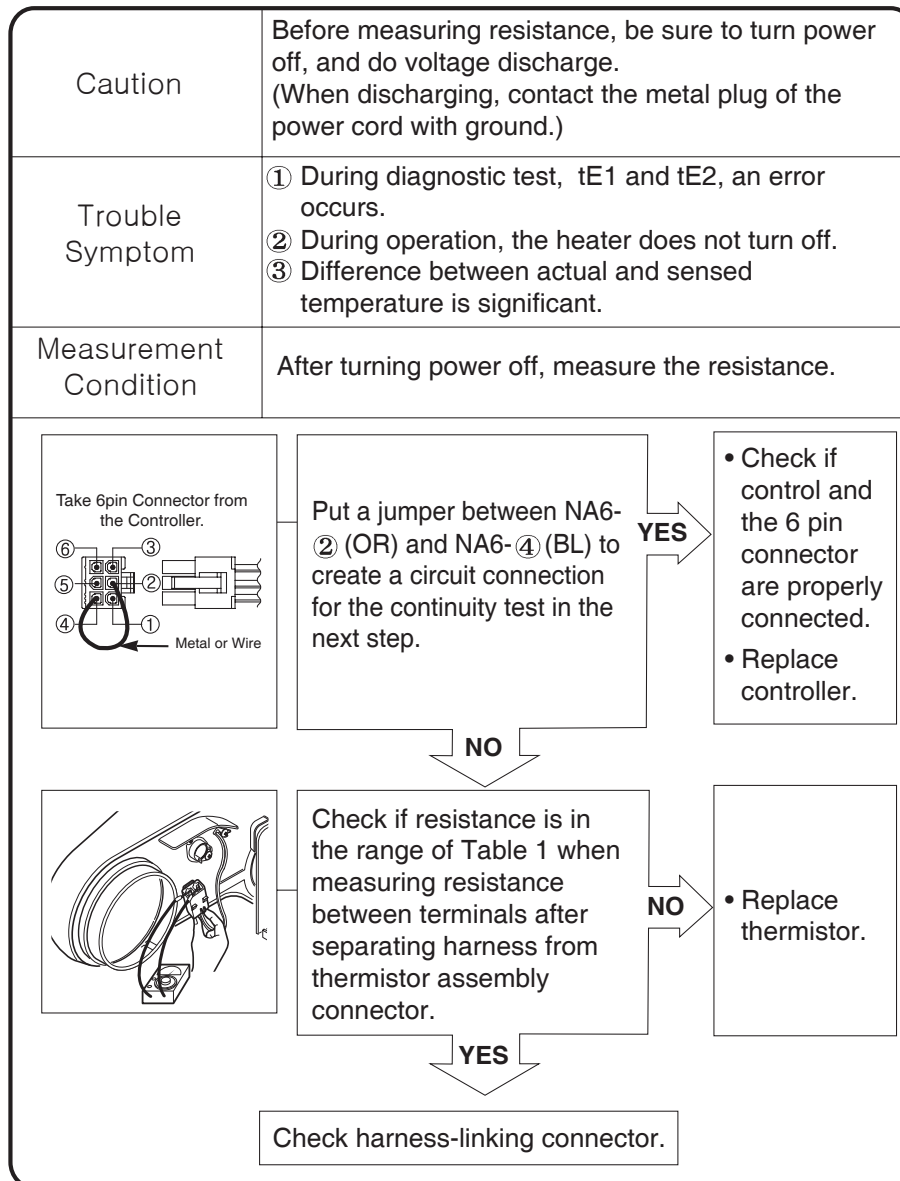 Caution
Before measuring resistance, be sure to turn power
off, and do voltage discharge.
(When discharging, contact the metal plug of the
power cord with ground.)
Trouble
Symptom
① During diagnostic test, tE1 and tE2, an error
occurs.
② During operation, the heater does not turn off.
③ Difference between actual and sensed
temperature is significant.
Measurement
Condition
After turning power off, measure the resistance.
Take 6pin Connector from
the Controller.
⑥ ③
⑤ ②
④ ①
Metal or Wire
Put a jumper between NA6-
② (OR) and NA6-④ (BL) to
create a circuit connection
for the continuity test in the
next step.
YES
• Check if
control and
the 6 pin
connector
are properly
connected.
• Replace
controller.
NO
Check if resistance is in
the range of Table 1 when
measuring resistance
between terminals after
separating harness from
thermistor assembly
connector.
NO
• Replace
thermistor.
YES
Check harness-linking connector.